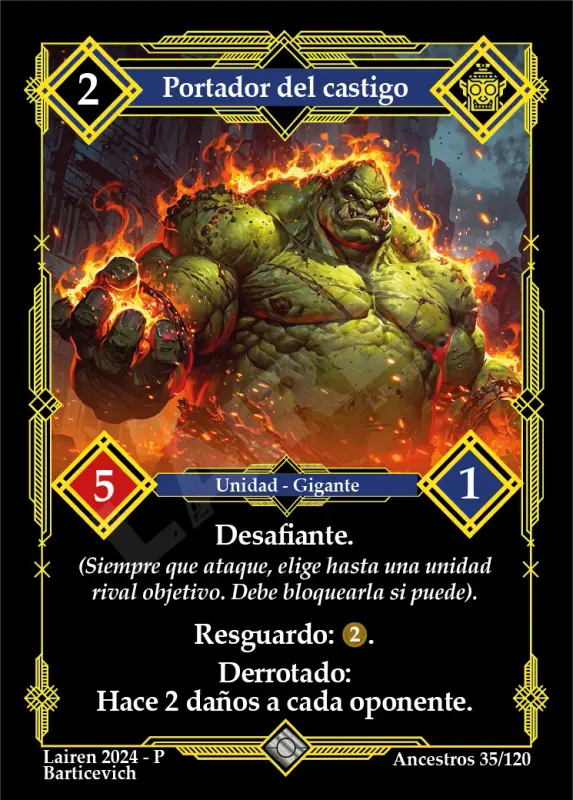 2
Portador del castigo
5
Unidad - Gigante
1
Desafiante.
(Siempre que ataque, elige hasta una unidad
rival objetivo. Debe bloquearla si puede).
Resguardo: 2.
Derrotado:
Hace 2 daños a cada oponente.
Lairen 2024 - P
Barticevich
Ancestros 35/120